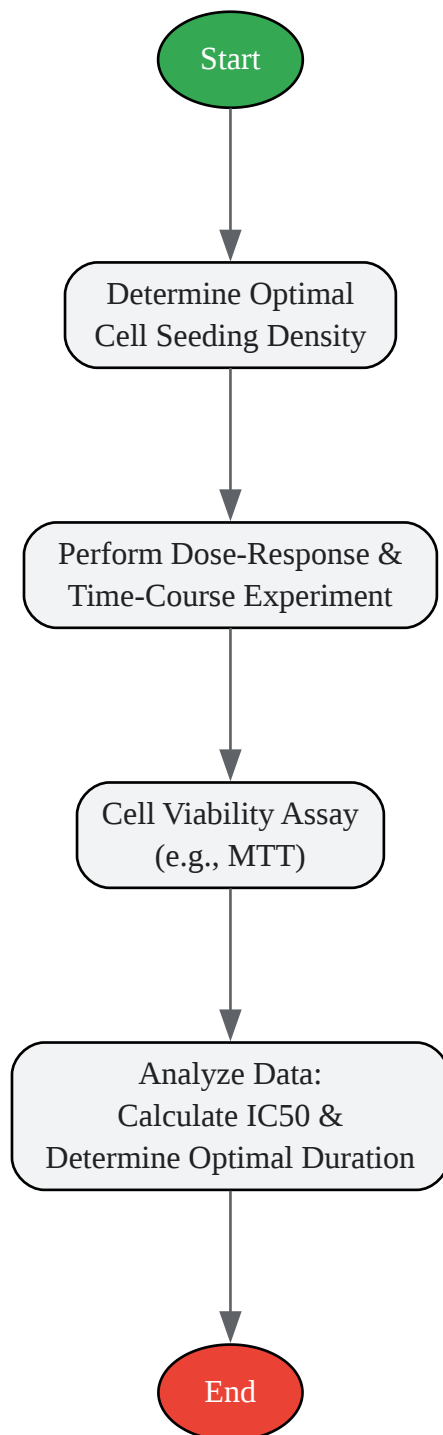 Start
Determine Optimal
Cell Seeding Density
Perform Dose-Response &
Time-Course Experiment
Cell Viability Assay
(e.g., MTT)
Analyze Data:
Calculate IC50 &
Determine Optimal Duration
End